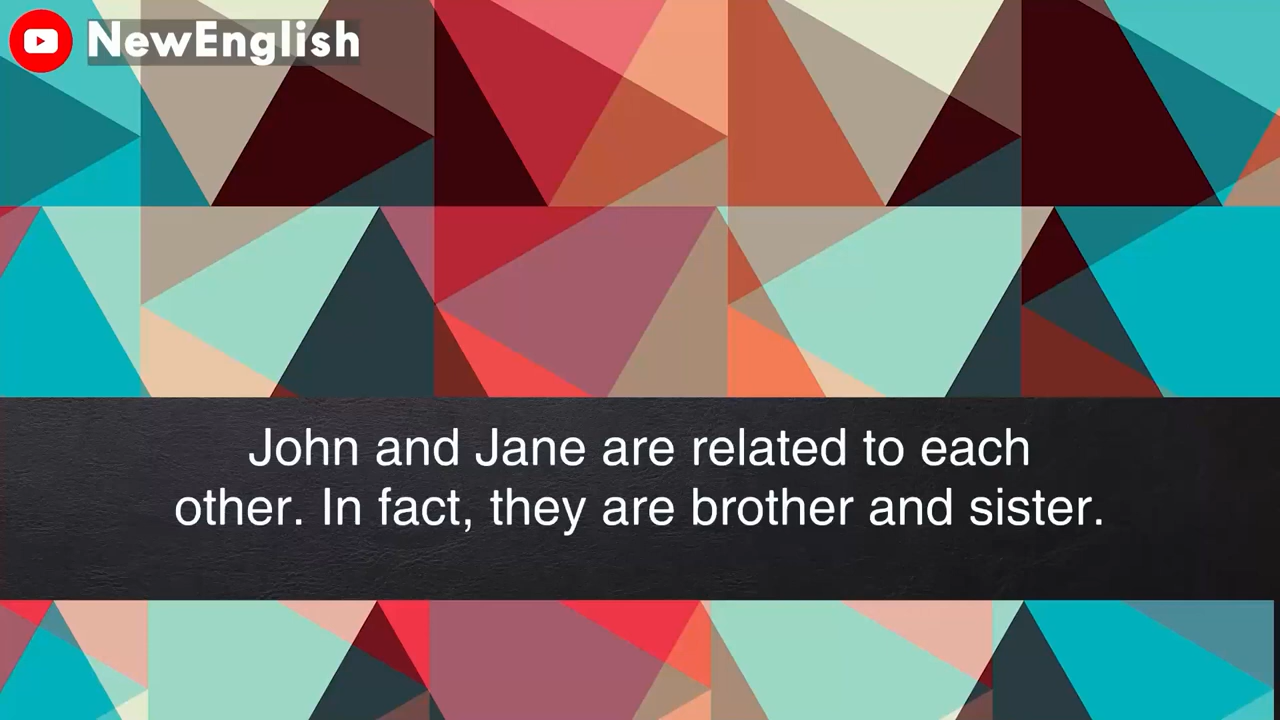 NewEnglish
John and Jane are related to each
other. In fact, they are brother and sister.